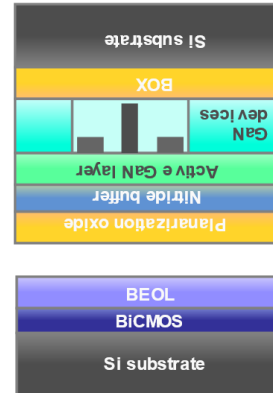 Si substrate
BOX
GaN
devices
Active GaN layer
Nitride buffer
Planarization oxide
BEOL
BiCMOS
Si substrate